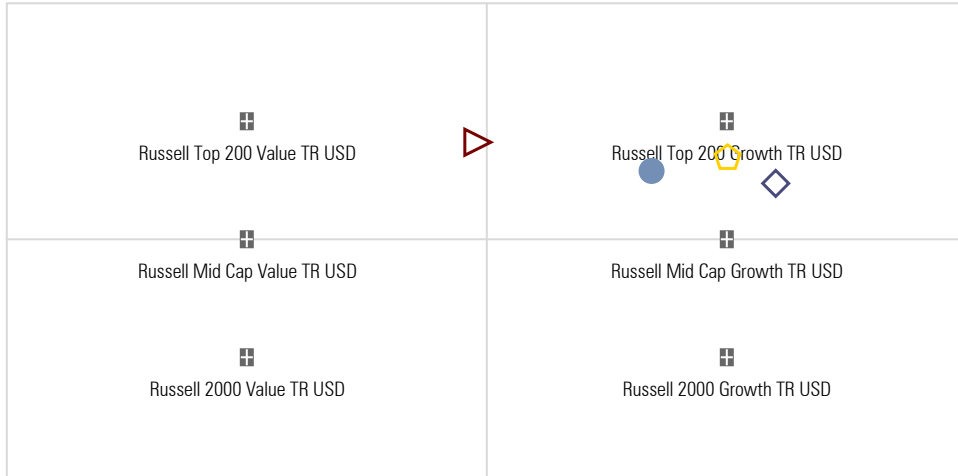 Russell Top 200 Value TR USD
Russell Top 200 Growth TR USD
Russell Mid Cap Value TR USD
Russell Mid Cap Growth TR USD
Russell 2000 Value TR USD
Russell 2000 Growth TR USD